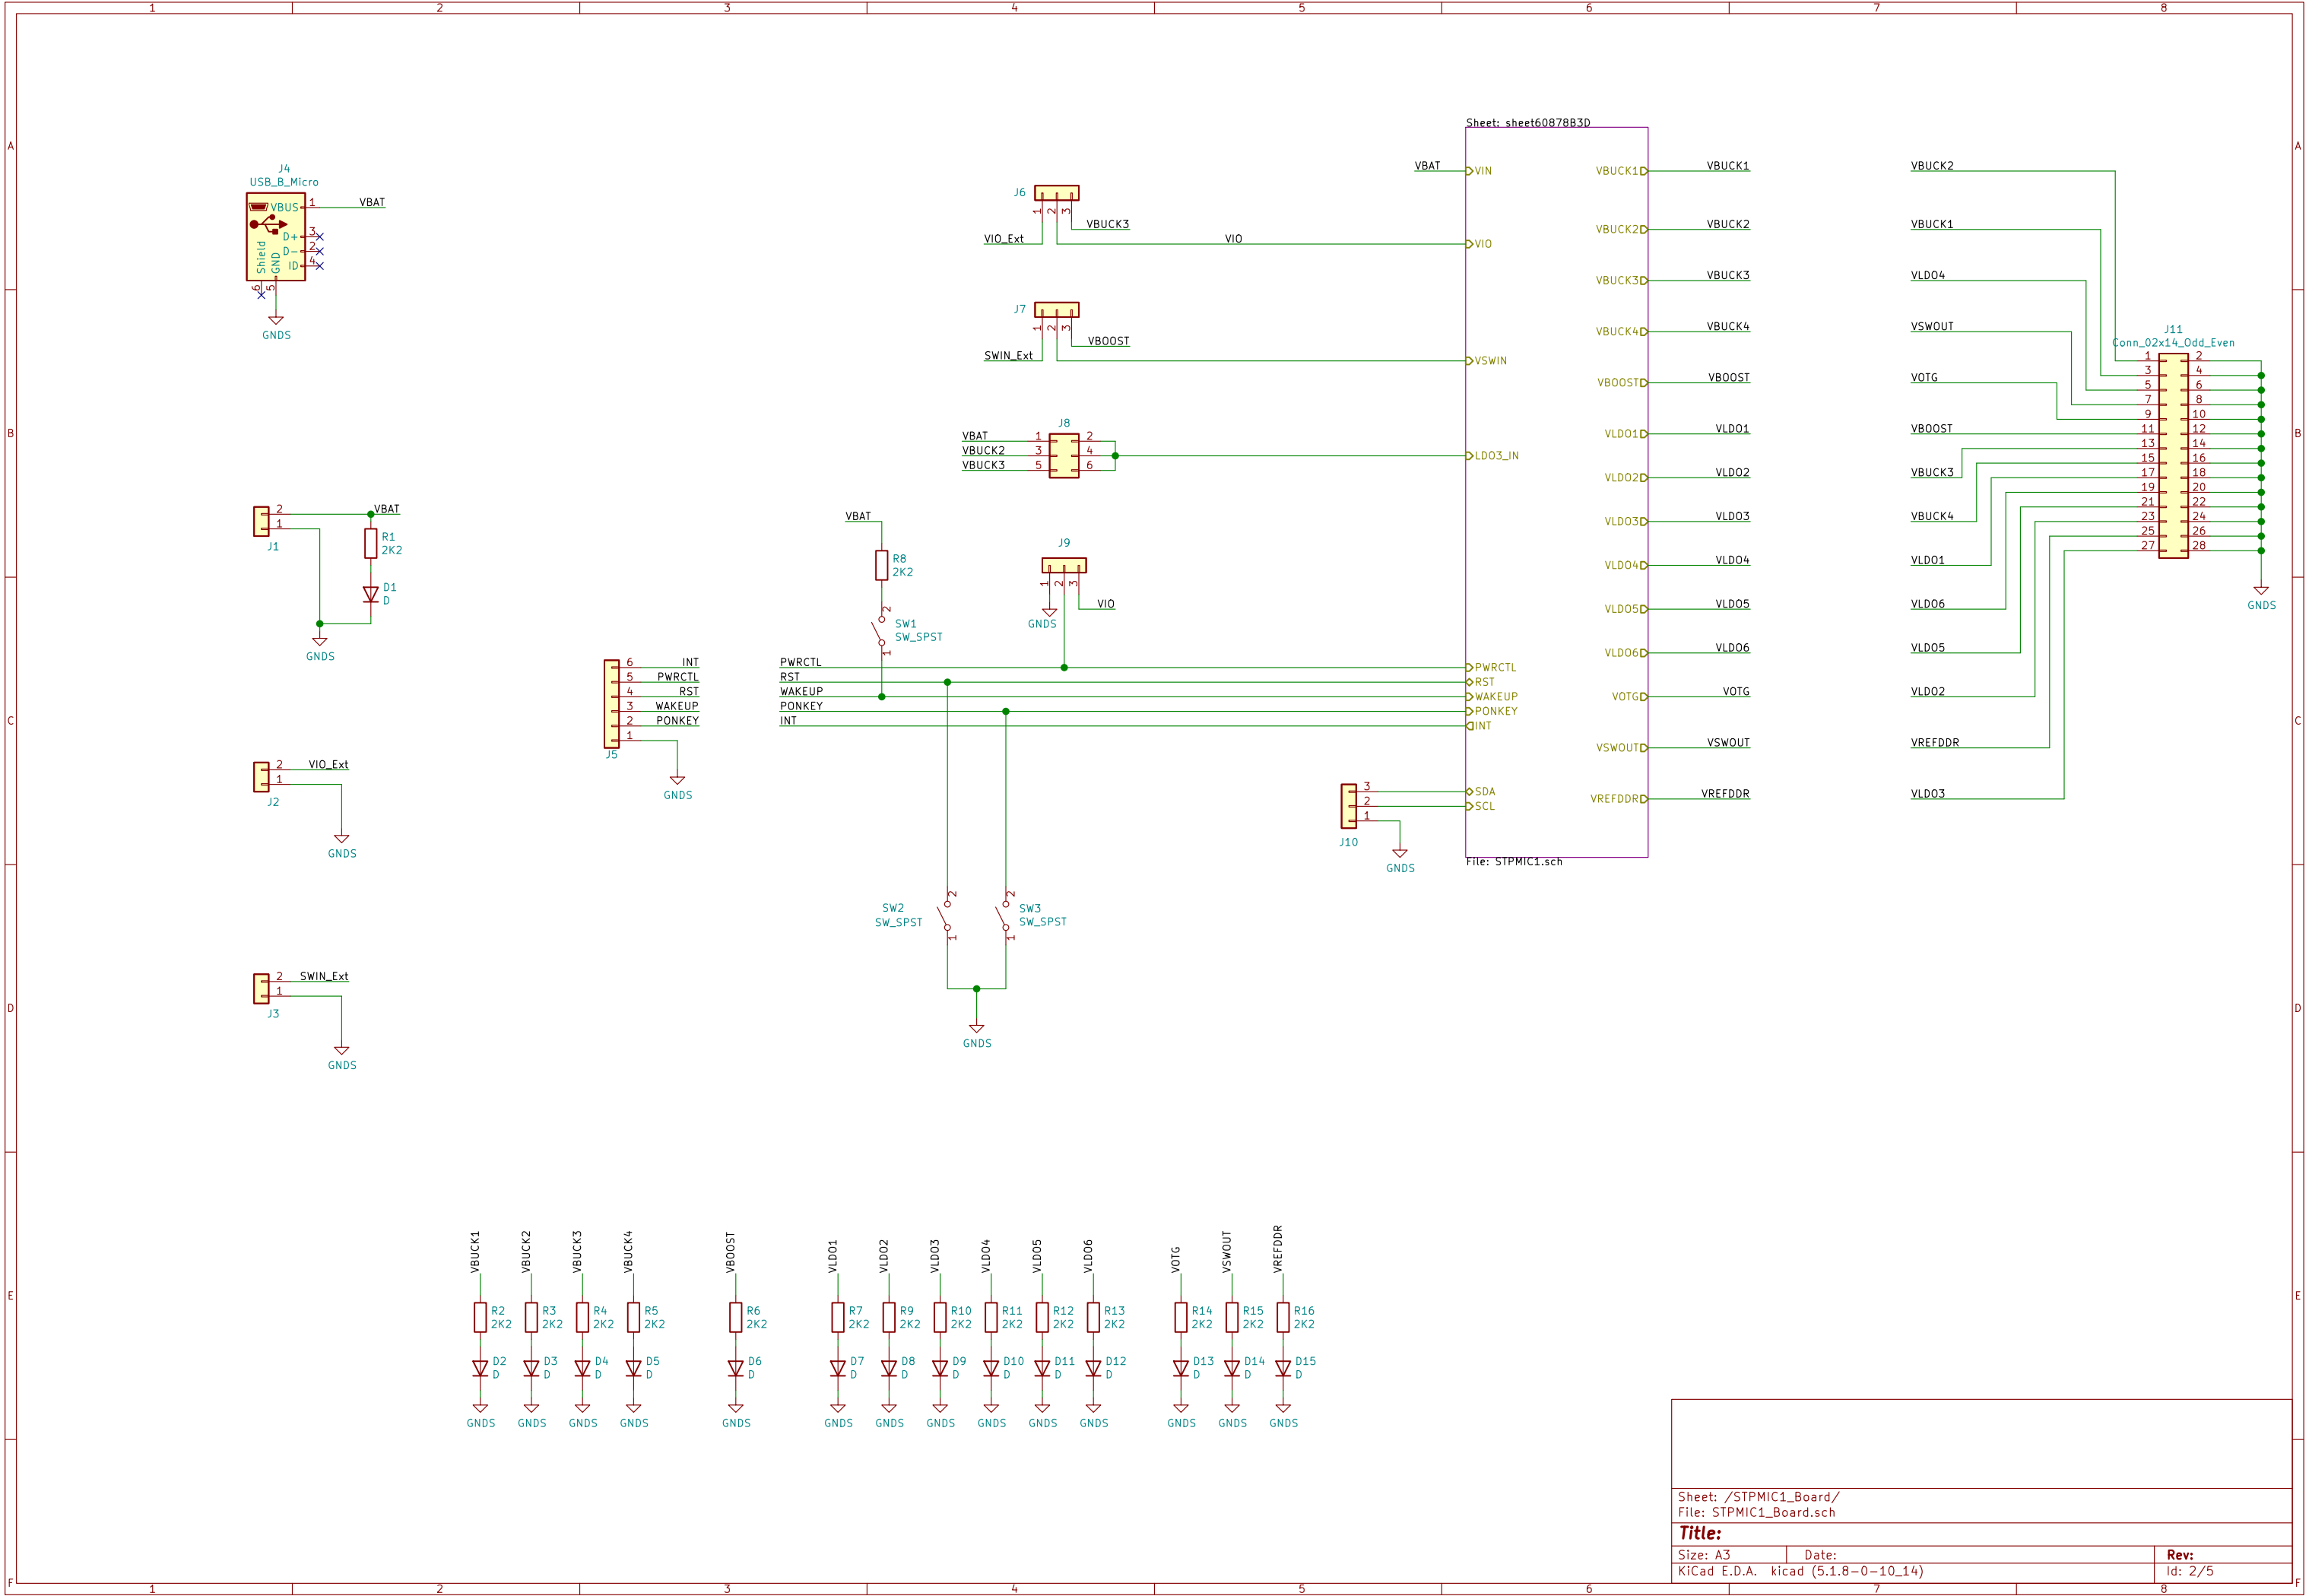 1 2 3 4 5 6 7 8
A A
B B
C C
D D
E E
F F
1 2 3 4 5 6 7 8
J4
USB_B_Micro
VBUS 1 VBAT
D+ 3
D- 2
ID 4
Shield
GND
6 5
GNDS
J1
2 VBAT
1
R1
2K2
D1
D
GNDS
J2
2 VIO_Ext
1
GNDS
J3
2 SWIN_Ext
1
GNDS
J5
6 INT
5 PWRCTL
4 RST
3 WAKEUP
2 PONKEY
1
GNDS
J6
1 2 3
VBUCK3
VIO_Ext
VIO
J7
1 2 3
VBOOST
SWIN_Ext
J8
VBAT 1 2
VBUCK2 3 4
VBUCK3 5 6
VBAT
R8
2K2
2
SW1
SW_SPST
1
J9
1 2 3
VIO
GNDS
PWRCTL
RST
WAKEUP
PONKEY
INT
2
SW2
SW_SPST
1
2
SW3
SW_SPST
1
GNDS
J10
3
2
1
GNDS
Sheet: sheet60878B3D
VBAT VIN
VIO
VSWIN
LDO3_IN
PWRCTL
RST
WAKEUP
PONKEY
INT
SDA
SCL
VBUCK1 VBUCK1
VBUCK2 VBUCK2
VBUCK3 VBUCK3
VBUCK4 VBUCK4
VBOOST VBOOST
VLDO1 VLDO1
VLDO2 VLDO2
VLDO3 VLDO3
VLDO4 VLDO4
VLDO5 VLDO5
VLDO6 VLDO6
VOTG VOTG
VSWOUT VSWOUT
VREFDDR VREFDDR
File: STPMIC1.sch
VBUCK2
VBUCK1
VLDO4
VSWOUT
VOTG
VBOOST
VBUCK3
VBUCK4
VLDO1
VLDO6
VLDO5
VLDO2
VREFDDR
VLDO3
J11
Conn_02x14_Odd_Even
1 2
3 4
5 6
7 8
9 10
11 12
13 14
15 16
17 18
19 20
21 22
23 24
25 26
27 28
GNDS
VBUCK1 VBUCK2 VBUCK3 VBUCK4 VBOOST VLDO1 VLDO2 VLDO3 VLDO4 VLDO5 VLDO6 VOTG VSWOUT VREFDDR
R2 R3 R4 R5 R6 R7 R9 R10 R11 R12 R13 R14 R15 R16
2K2 2K2 2K2 2K2 2K2 2K2 2K2 2K2 2K2 2K2 2K2 2K2 2K2 2K2
D2 D3 D4 D5 D6 D7 D8 D9 D10 D11 D12 D13 D14 D15
D D D D D D D D D D D D D D
GNDS GNDS GNDS GNDS GNDS GNDS GNDS GNDS GNDS GNDS GNDS GNDS GNDS GNDS
Sheet: /STPMIC1_Board/
File: STPMIC1_Board.sch
Title:
Size: A3 Date: Rev:
KiCad E.D.A. kicad (5.1.8-0-10_14) Id: 2/5